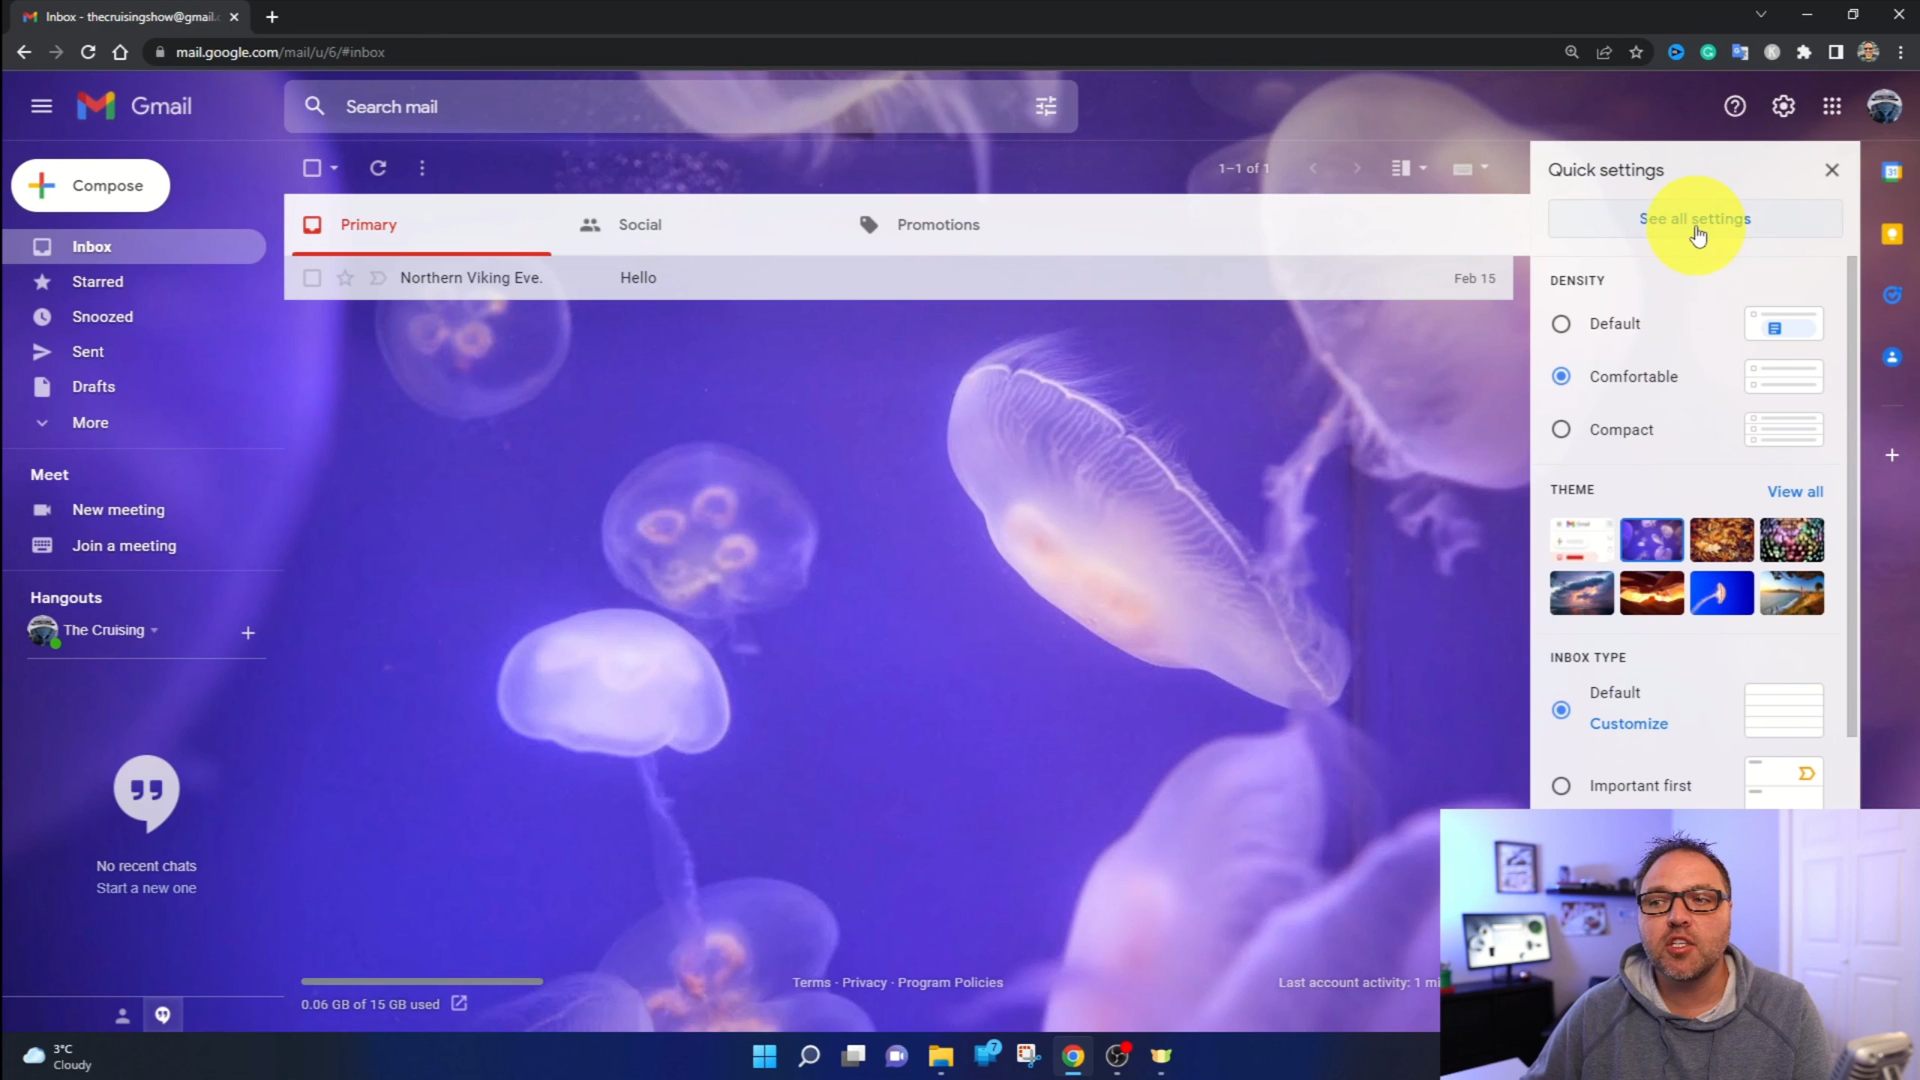 Inbox - thecruisingshow@gmail.c
mail.google.com/mail/u/6/#inbox
Gmail
Search mail
Compose
1–1 of 1
Quick settings
See all settings
Primary
Social
Promotions
Inbox
Northern Viking Eve.
Hello
Feb 15
Starred
Snoozed
Sent
Drafts
More
DENSITY
Default
Comfortable
Compact
Meet
New meeting
Join a meeting
THEME
View all
Hangouts
The Cruising
INBOX TYPE
Default
Customize
Important first
No recent chats
Start a new one
Terms · Privacy · Program Policies
Last account activity: 1 mi
0.06 GB of 15 GB used
3°C
Cloudy
7
31